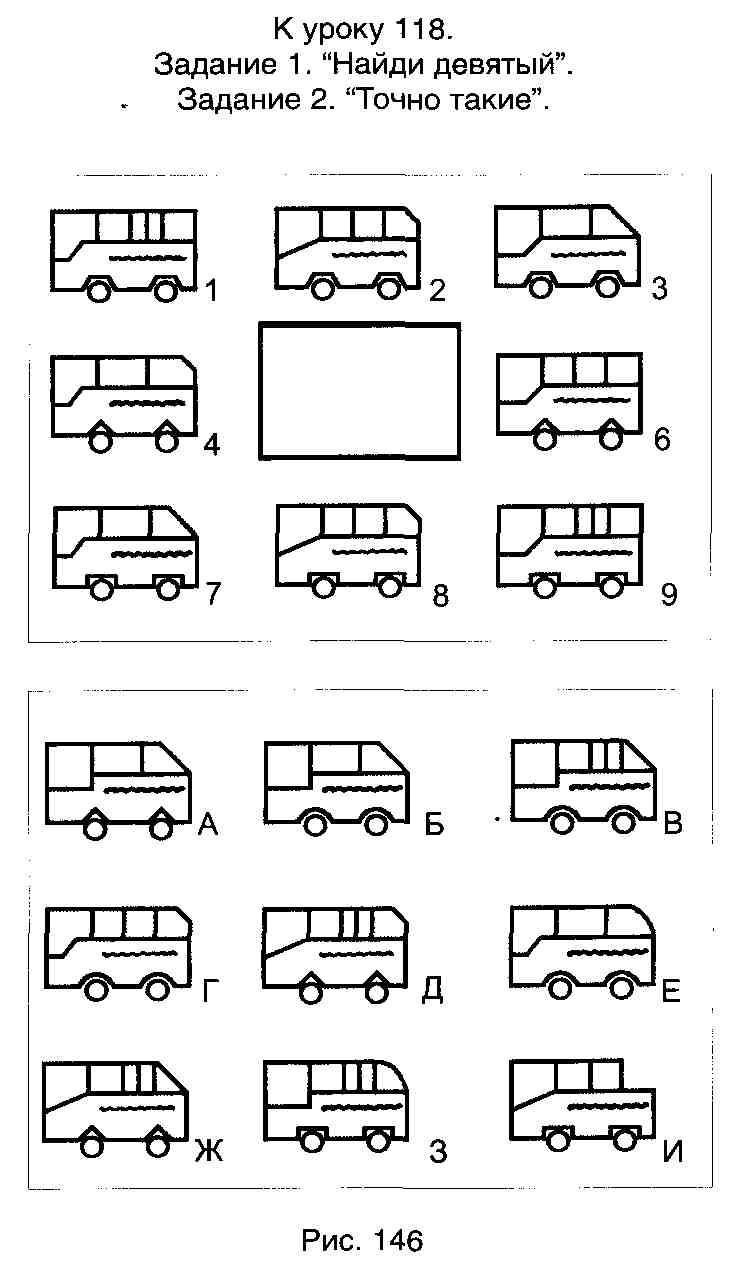 К уроку 118.
Задание 1. “Найди девятый”.
Задание 2. “Точно такие”.
1 2 3
4 6
7 8 9
А Б В
Г Д Е
Ж З И
Рис. 146